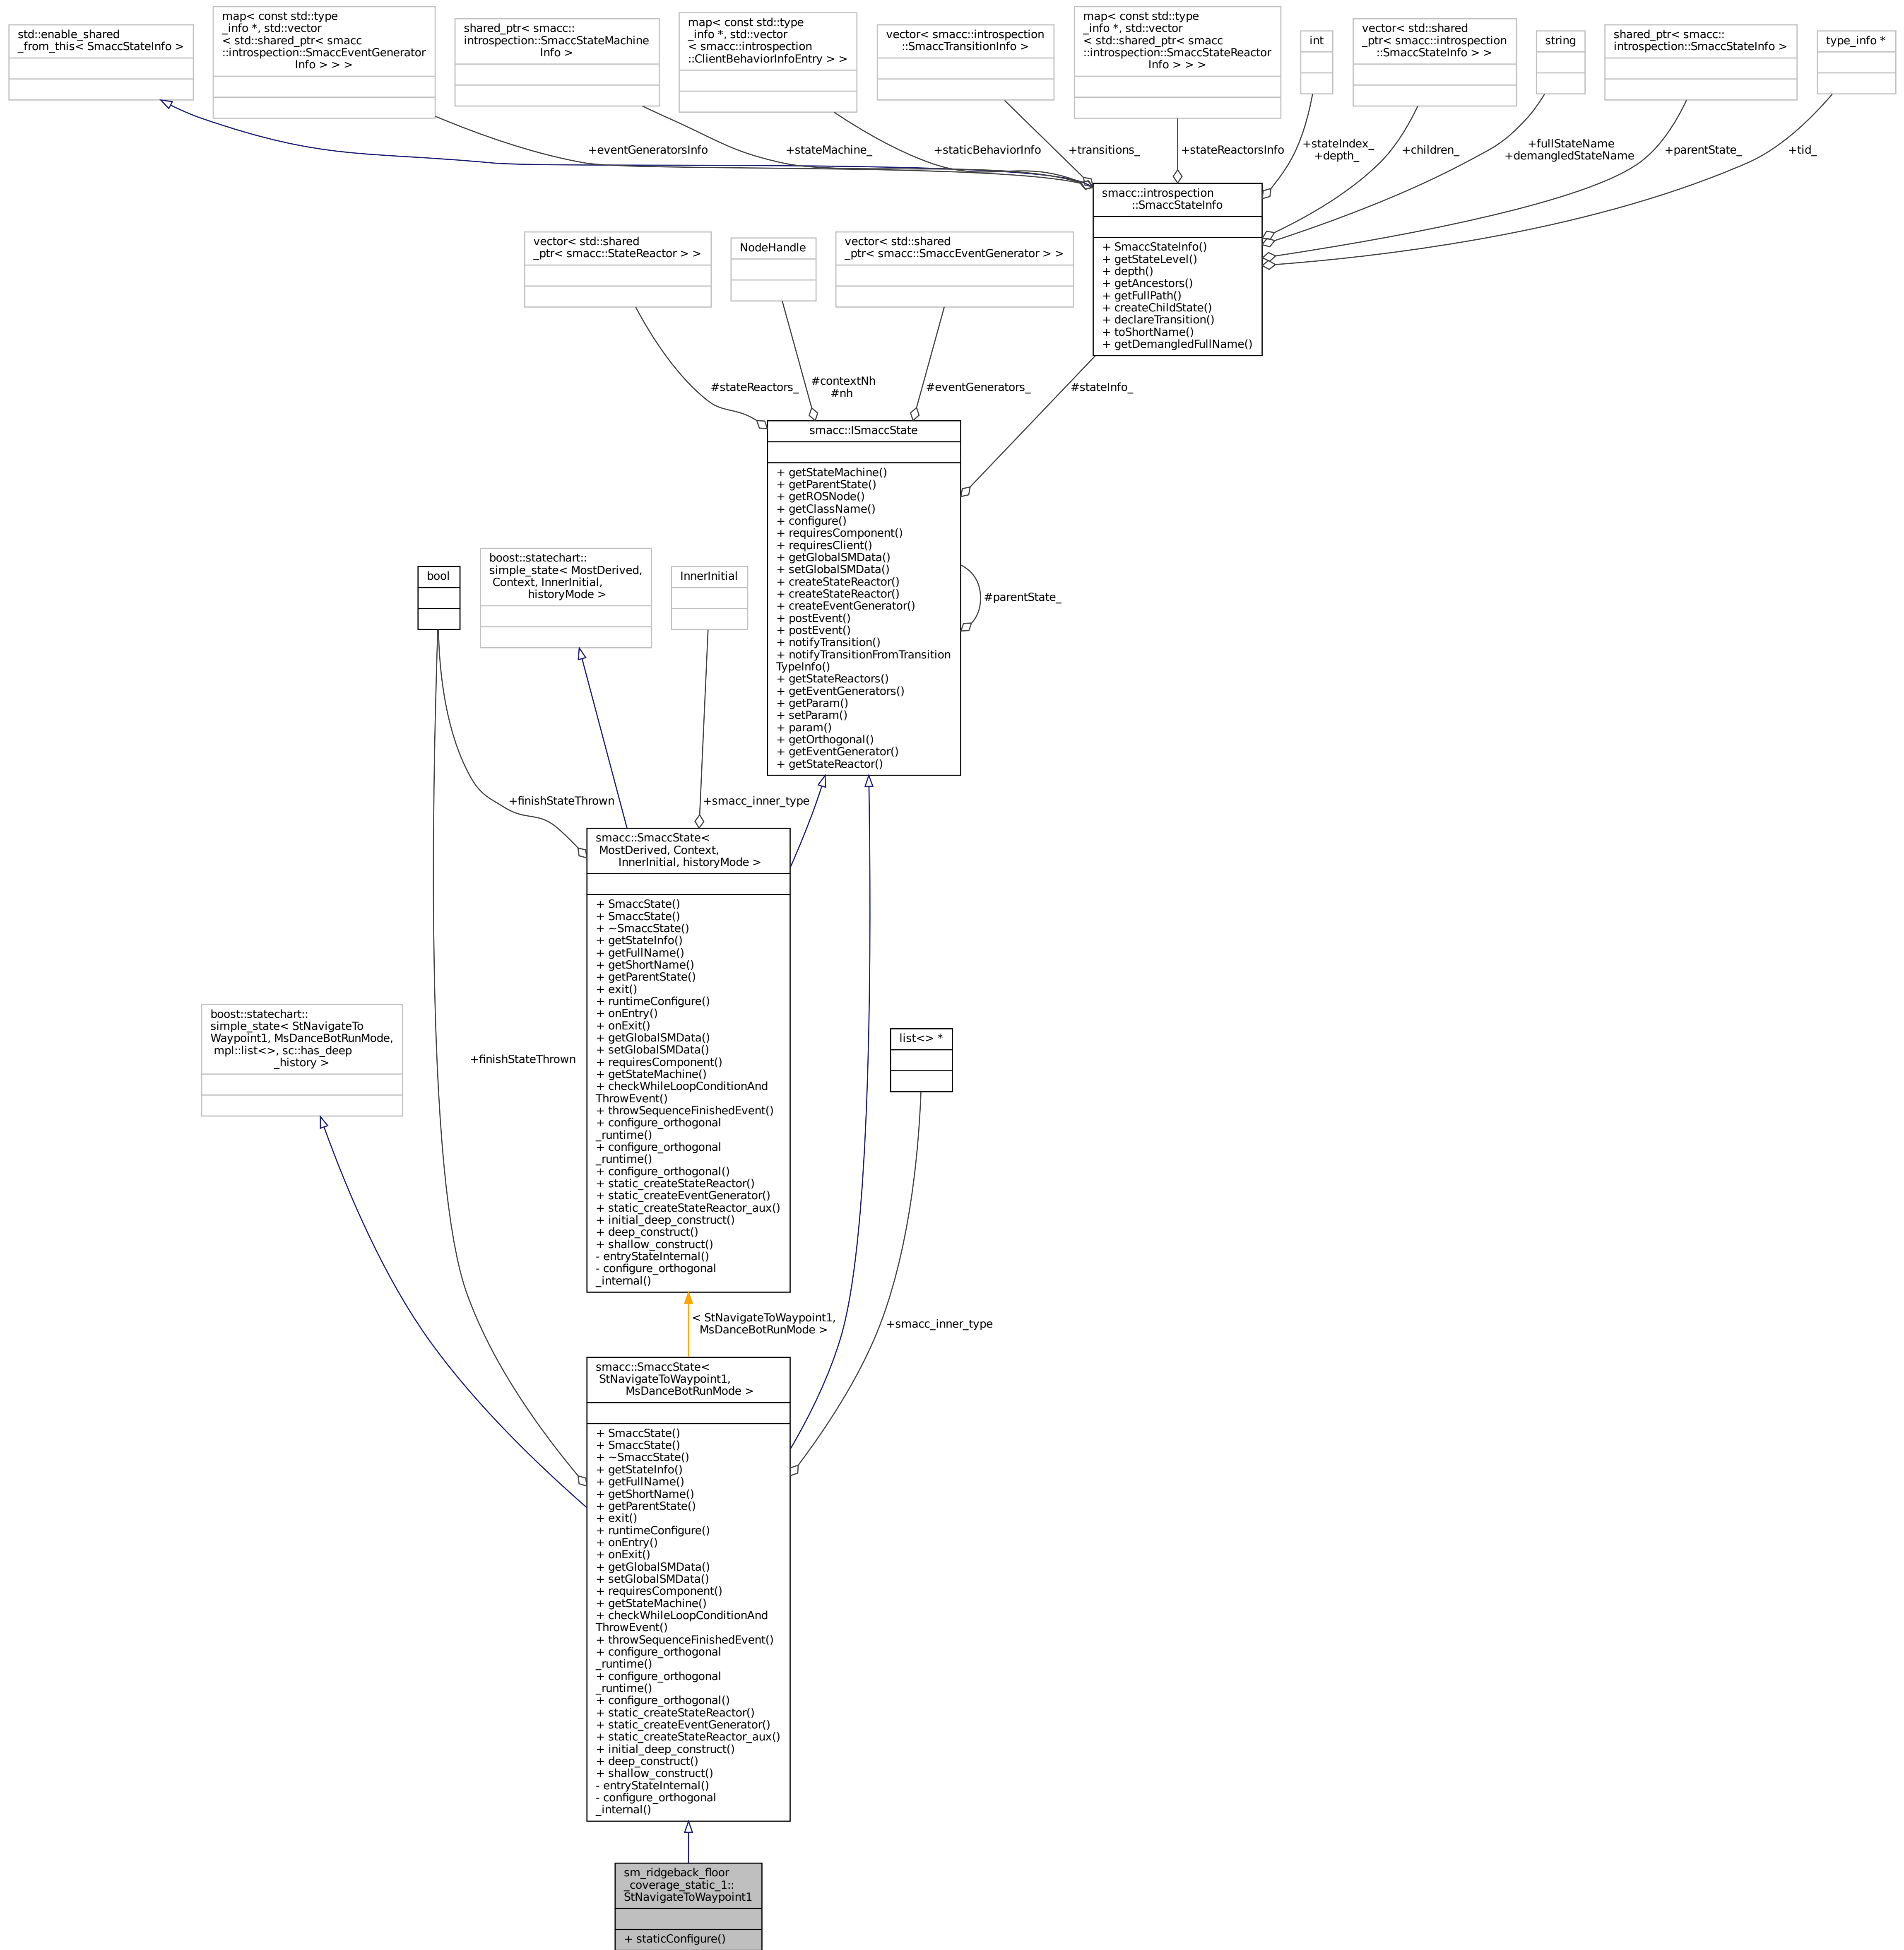 std::enable_shared
_from_this< SmaccStateInfo >
map< const std::type
_info *, std::vector
< std::shared_ptr< smacc
::introspection::SmaccEventGenerator
Info > > >
shared_ptr< smacc::
introspection::SmaccStateMachine
Info >
map< const std::type
_info *, std::vector
< smacc::introspection
::ClientBehaviorInfoEntry > >
vector< smacc::introspection
::SmaccTransitionInfo >
map< const std::type
_info *, std::vector
< std::shared_ptr< smacc
::introspection::SmaccStateReactor
Info > > >
int
vector< std::shared
_ptr< smacc::introspection
::SmaccStateInfo > >
string
shared_ptr< smacc::
introspection::SmaccStateInfo >
type_info *
+eventGeneratorsInfo
+stateMachine_
+staticBehaviorInfo
+transitions_
+stateReactorsInfo
+stateIndex_
+depth_
+children_
+fullStateName
+demangledStateName
+parentState_
+tid_
smacc::introspection
::SmaccStateInfo
+ SmaccStateInfo()
+ getStateLevel()
+ depth()
+ getAncestors()
+ getFullPath()
+ createChildState()
+ declareTransition()
+ toShortName()
+ getDemangledFullName()
vector< std::shared
_ptr< smacc::StateReactor > >
NodeHandle
vector< std::shared
_ptr< smacc::SmaccEventGenerator > >
#stateReactors_
#contextNh
#nh
#eventGenerators_
#stateInfo_
smacc::ISmaccState
+ getStateMachine()
+ getParentState()
+ getROSNode()
+ getClassName()
+ configure()
+ requiresComponent()
+ requiresClient()
+ getGlobalSMData()
+ setGlobalSMData()
+ createStateReactor()
+ createStateReactor()
+ createEventGenerator()
+ postEvent()
+ postEvent()
+ notifyTransition()
+ notifyTransitionFromTransition
TypeInfo()
+ getStateReactors()
+ getEventGenerators()
+ getParam()
+ setParam()
+ param()
+ getOrthogonal()
+ getEventGenerator()
+ getStateReactor()
#parentState_
bool
boost::statechart::
simple_state< MostDerived,
Context, InnerInitial,
historyMode >
InnerInitial
+finishStateThrown
+smacc_inner_type
smacc::SmaccState<
MostDerived, Context,
InnerInitial, historyMode >
+ SmaccState()
+ SmaccState()
+ ~SmaccState()
+ getStateInfo()
+ getFullName()
+ getShortName()
+ getParentState()
+ exit()
+ runtimeConfigure()
+ onEntry()
+ onExit()
+ getGlobalSMData()
+ setGlobalSMData()
+ requiresComponent()
+ getStateMachine()
+ checkWhileLoopConditionAnd
ThrowEvent()
+ throwSequenceFinishedEvent()
+ configure_orthogonal
_runtime()
+ configure_orthogonal
_runtime()
+ configure_orthogonal()
+ static_createStateReactor()
+ static_createEventGenerator()
+ static_createStateReactor_aux()
+ initial_deep_construct()
+ deep_construct()
+ shallow_construct()
- entryStateInternal()
- configure_orthogonal
_internal()
boost::statechart::
simple_state< StNavigateTo
Waypoint1, MsDanceBotRunMode,
mpl::list<>, sc::has_deep
_history >
+finishStateThrown
list<> *
< StNavigateToWaypoint1,
MsDanceBotRunMode >
+smacc_inner_type
smacc::SmaccState<
StNavigateToWaypoint1,
MsDanceBotRunMode >
+ SmaccState()
+ SmaccState()
+ ~SmaccState()
+ getStateInfo()
+ getFullName()
+ getShortName()
+ getParentState()
+ exit()
+ runtimeConfigure()
+ onEntry()
+ onExit()
+ getGlobalSMData()
+ setGlobalSMData()
+ requiresComponent()
+ getStateMachine()
+ checkWhileLoopConditionAnd
ThrowEvent()
+ throwSequenceFinishedEvent()
+ configure_orthogonal
_runtime()
+ configure_orthogonal
_runtime()
+ configure_orthogonal()
+ static_createStateReactor()
+ static_createEventGenerator()
+ static_createStateReactor_aux()
+ initial_deep_construct()
+ deep_construct()
+ shallow_construct()
- entryStateInternal()
- configure_orthogonal
_internal()
sm_ridgeback_floor
_coverage_static_1::
StNavigateToWaypoint1
+ staticConfigure()